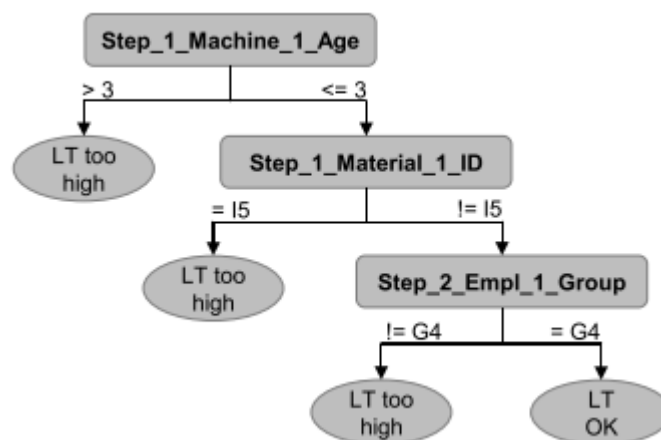 Step_1_Machine_1_Age
> 3
<= 3
LT too
high
Step_1_Material_1_ID
= I5
!= I5
LT too
high
Step_2_Empl_1_Group
!= G4
= G4
LT too
high
LT
OK